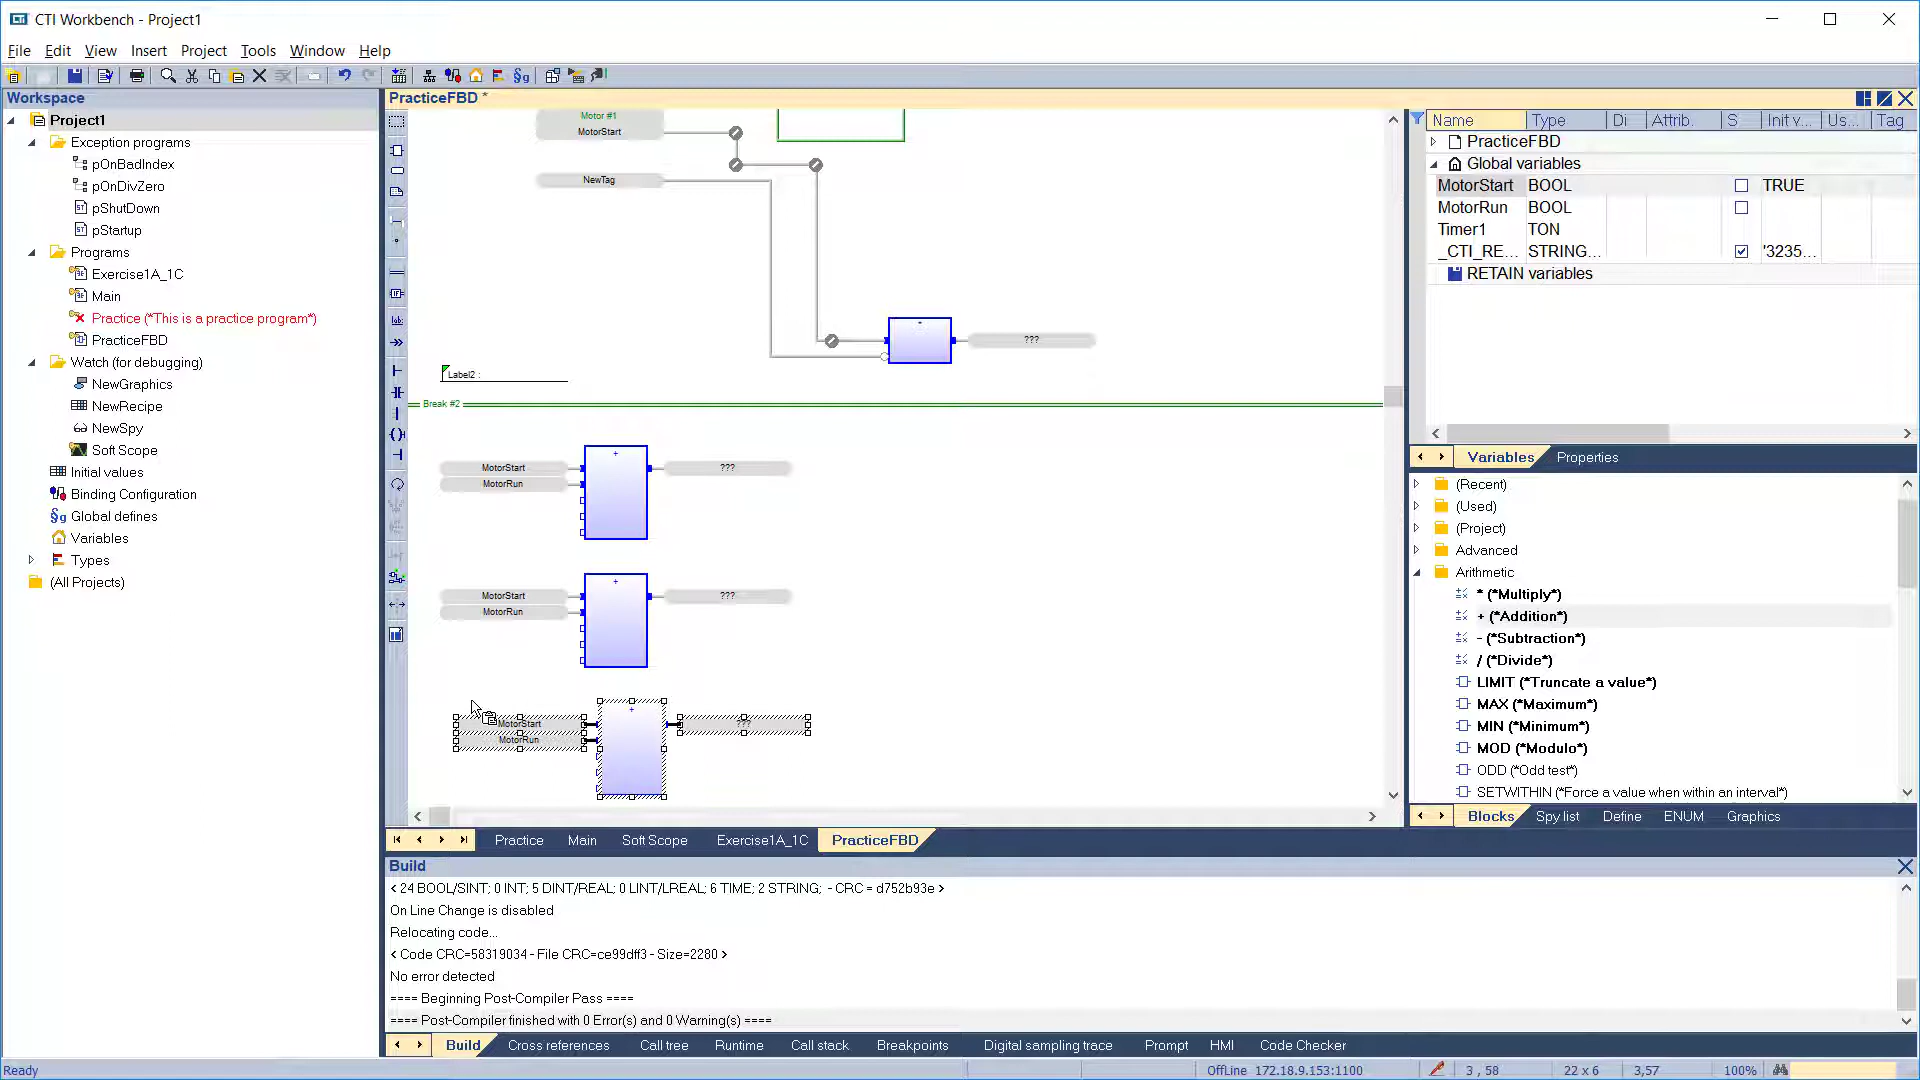 CTI Workbench - Project1
File Edit View Insert Project Tools Window Help
Workspace
Project1
Exception programs
pOnBadIndex
pOnDivZero
pShutDown
pStartup
Programs
Exercise1A_1C
Main
Practice (*This is a practice program*)
PracticeFBD
Watch (for debugging)
NewGraphics
NewRecipe
NewSpy
Soft Scope
Initial values
Binding Configuration
Global defines
Variables
Types
(All Projects)
PracticeFBD *
Motor #1
MotorStart
NewTag
???
Label2 :
Break #2
MotorStart + ???
MotorRun
MotorStart + ???
MotorRun
MotorStart + ???
MotorRun
Practice Main Soft Scope Exercise1A_1C PracticeFBD
Name Type Di Attrib. S Init v... Us... Tag
PracticeFBD
Global variables
MotorStart BOOL TRUE
MotorRun BOOL
Timer1 TON
_CTI_RE... STRING... '3235...
RETAIN variables
Variables Properties
(Recent)
(Used)
(Project)
Advanced
Arithmetic
* (*Multiply*)
+ (*Addition*)
- (*Subtraction*)
/ (*Divide*)
LIMIT (*Truncate a value*)
MAX (*Maximum*)
MIN (*Minimum*)
MOD (*Modulo*)
ODD (*Odd test*)
SETWITHIN (*Force a value when within an interval*)
Blocks Spy list Define ENUM Graphics
Build
< 24 BOOL/SINT; 0 INT; 5 DINT/REAL; 0 LINT/LREAL; 6 TIME; 2 STRING; - CRC = d752b93e >
On Line Change is disabled
Relocating code...
< Code CRC=58319034 - File CRC=ce99dff3 - Size=2280 >
No error detected
==== Beginning Post-Compiler Pass ====
==== Post-Compiler finished with 0 Error(s) and 0 Warning(s) ====
Build Cross references Call tree Runtime Call stack Breakpoints Digital sampling trace Prompt HMI Code Checker
Ready OffLine 172.18.9.153:1100 3 , 58 22 x 6 3,57 100%